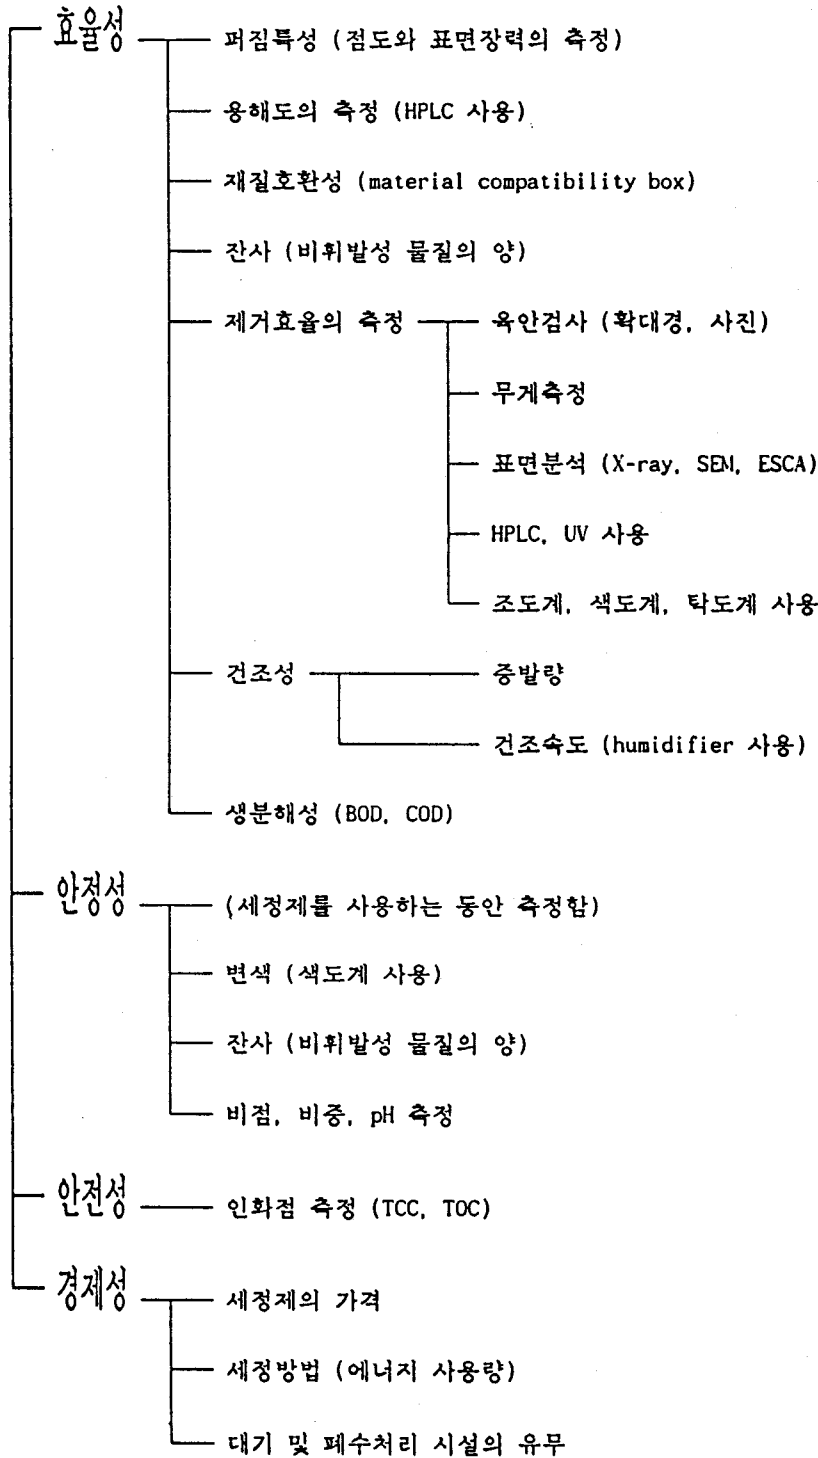 효율성
퍼짐특성 (점도와 표면장력의 측정)
용해도의 측정 (HPLC 사용)
재질호환성 (material compatibility box)
잔사 (비휘발성 물질의 양)
제거효율의 측정
육안검사 (확대경, 사진)
무게측정
표면분석 (X-ray, SEM, ESCA)
HPLC, UV 사용
조도계, 색도계, 탁도계 사용
건조성
증발량
건조속도 (humidifier 사용)
생분해성 (BOD, COD)
안정성
(세정제를 사용하는 동안 측정함)
변색 (색도계 사용)
잔사 (비휘발성 물질의 양)
비점, 비중, pH 측정
안전성
인화점 측정 (TCC, TOC)
경제성
세정제의 가격
세정방법 (에너지 사용량)
대기 및 폐수처리 시설의 유무